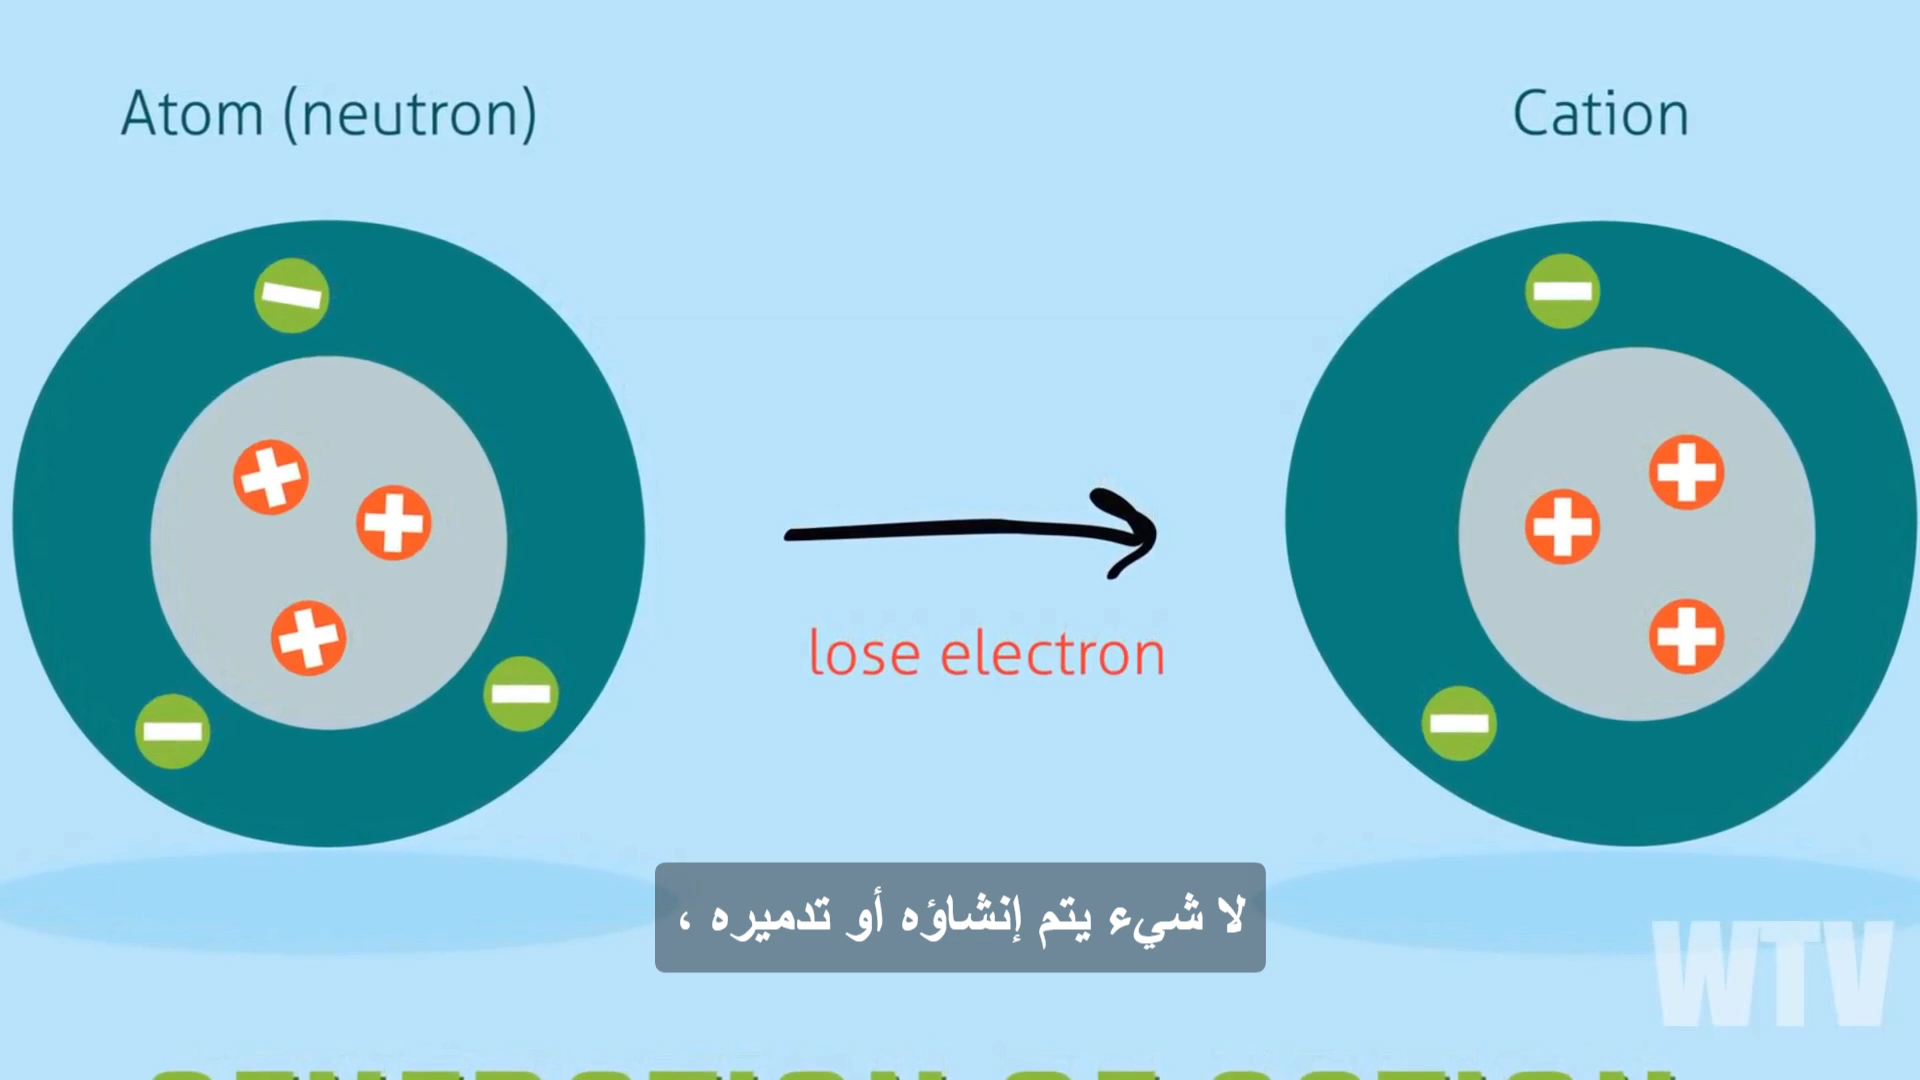 Atom (neutron)
Cation
lose electron
لا شيء يتم إنشاؤه أو تدميره ،
WTV